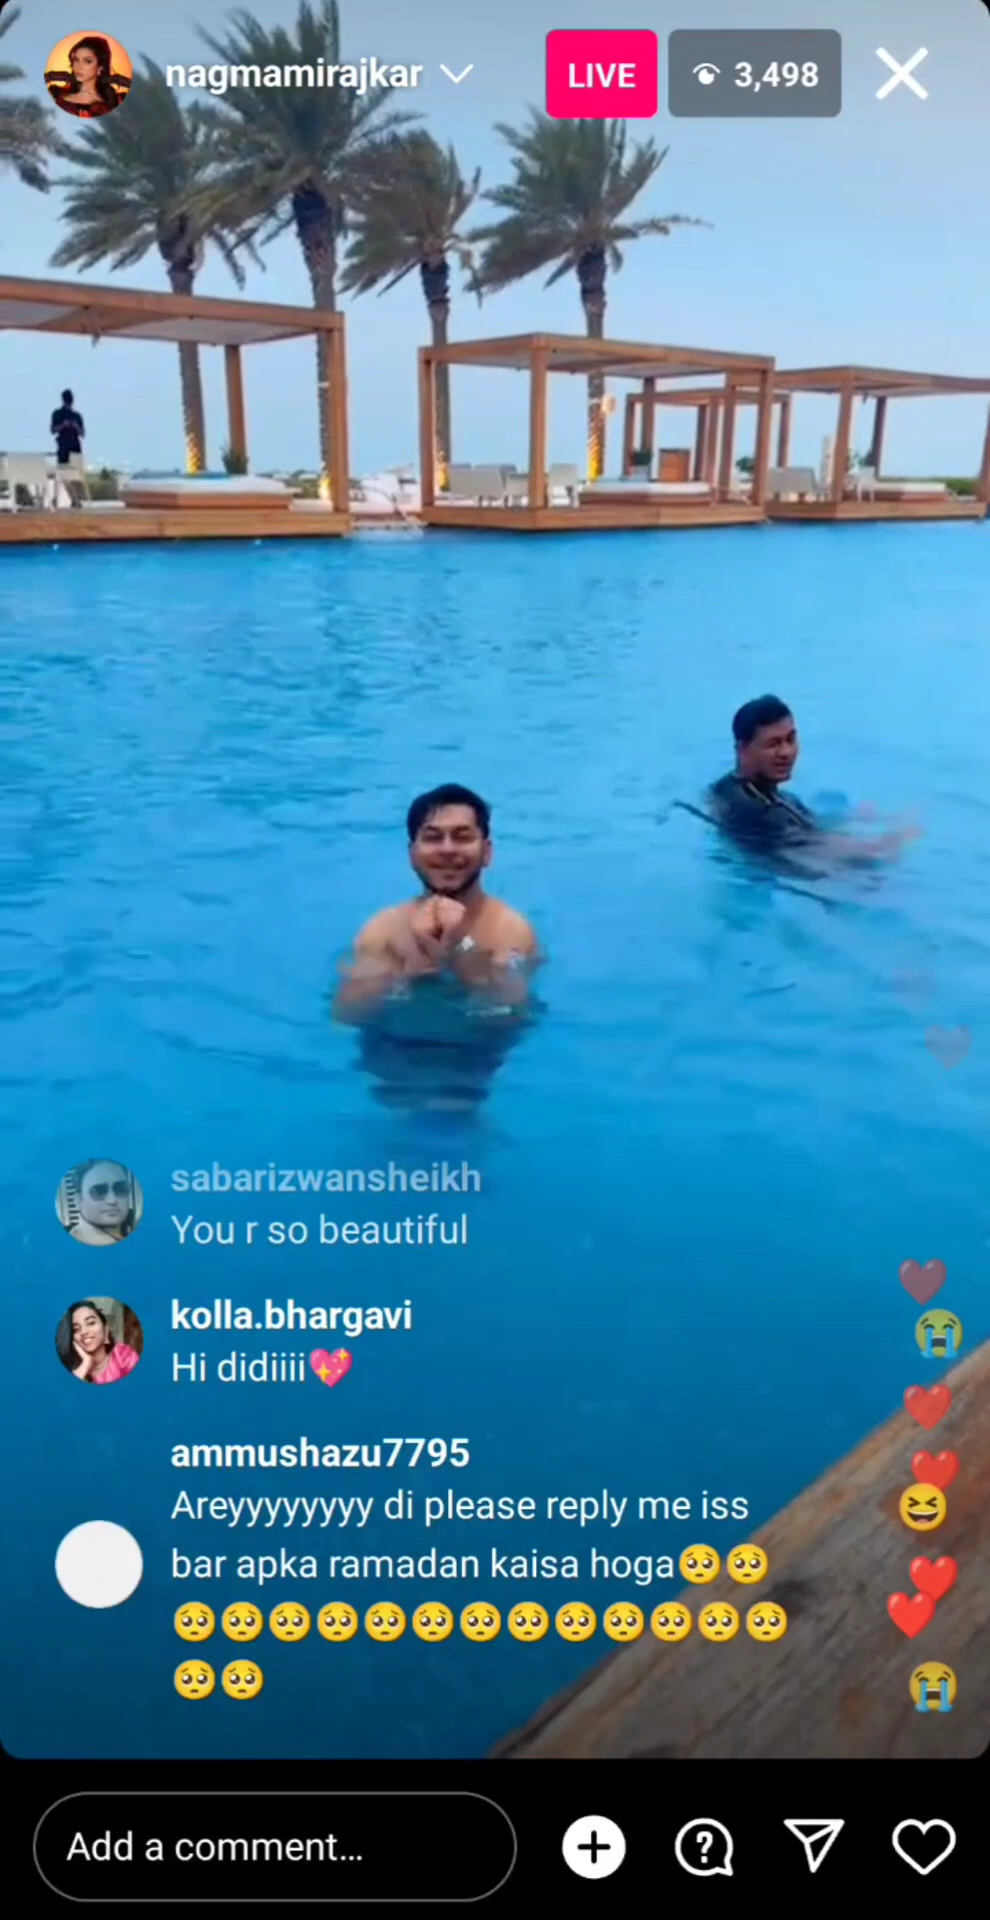 nagmamirajkar
LIVE
3,498
sabarizwansheikh
You r so beautiful
kolla.bhargavi
Hi didiiii💖
ammushazu7795
Areyyyyyyyy di please reply me iss
bar apka ramadan kaisa hoga🥺🥺
🥺🥺🥺🥺🥺🥺🥺🥺🥺🥺🥺🥺🥺
🥺🥺
Add a comment...